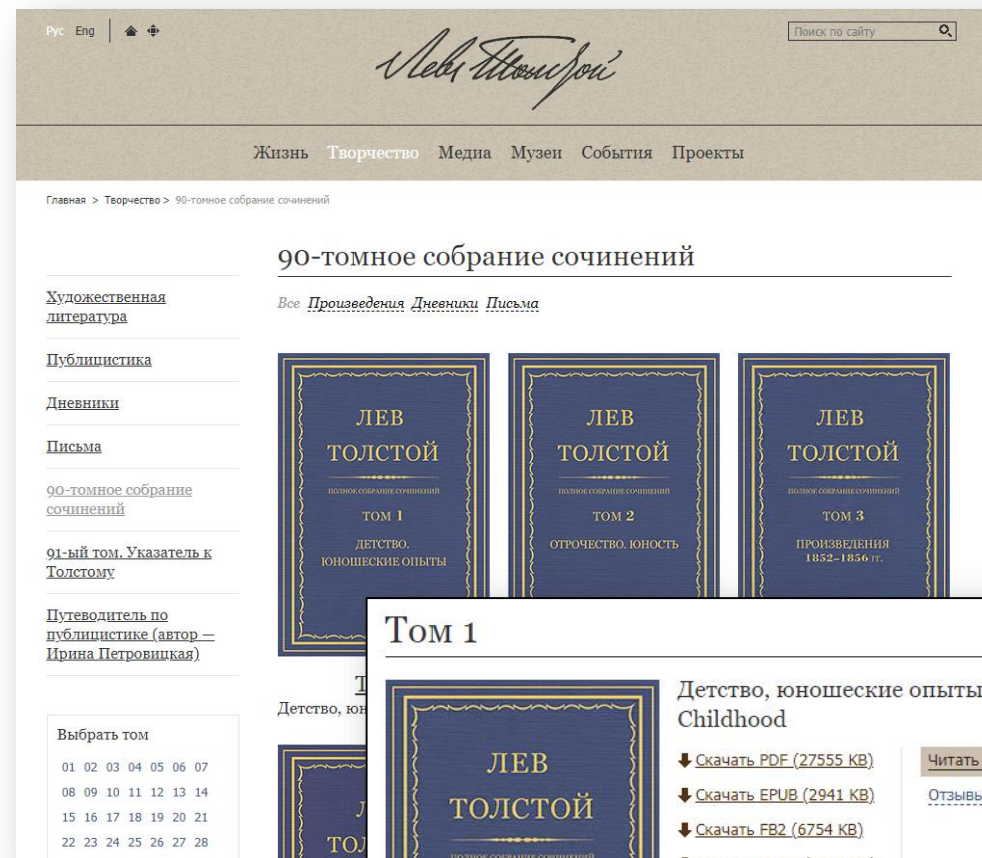 Рус Eng
Поиск по сайту
Лев Толстой
Жизнь Творчество Медиа Музеи События Проекты
Главная > Творчество > 90-томное собрание сочинений
90-томное собрание сочинений
Все Произведения Дневники Письма
Художественная
литература
Публицистика
Дневники
Письма
90-томное собрание
сочинений
91-ый том. Указатель к
Толстому
Путеводитель по
публицистике (автор —
Ирина Петровицкая)
Выбрать том
01 02 03 04 05 06 07
08 09 10 11 12 13 14
15 16 17 18 19 20 21
22 23 24 25 26 27 28
ЛЕВ
ТОЛСТОЙ
ПОЛНОЕ СОБРАНИЕ СОЧИНЕНИЙ
ТОМ 1
ДЕТСТВО.
ЮНОШЕСКИЕ ОПЫТЫ
ЛЕВ
ТОЛСТОЙ
ПОЛНОЕ СОБРАНИЕ СОЧИНЕНИЙ
ТОМ 2
ОТРОЧЕСТВО. ЮНОСТЬ
ЛЕВ
ТОЛСТОЙ
ПОЛНОЕ СОБРАНИЕ СОЧИНЕНИЙ
ТОМ 3
ПРОИЗВЕДЕНИЯ
1852–1856 гг.
Детство, юн
ТОЛ
Том 1
ЛЕВ
ТОЛСТОЙ
ПОЛНОЕ СОБРАНИЕ СОЧИНЕНИЙ
Детство, юношеские опыты
Childhood
Скачать PDF (27555 KB)
Скачать EPUB (2941 KB)
Скачать FB2 (6754 KB)
Читать
Отзывы